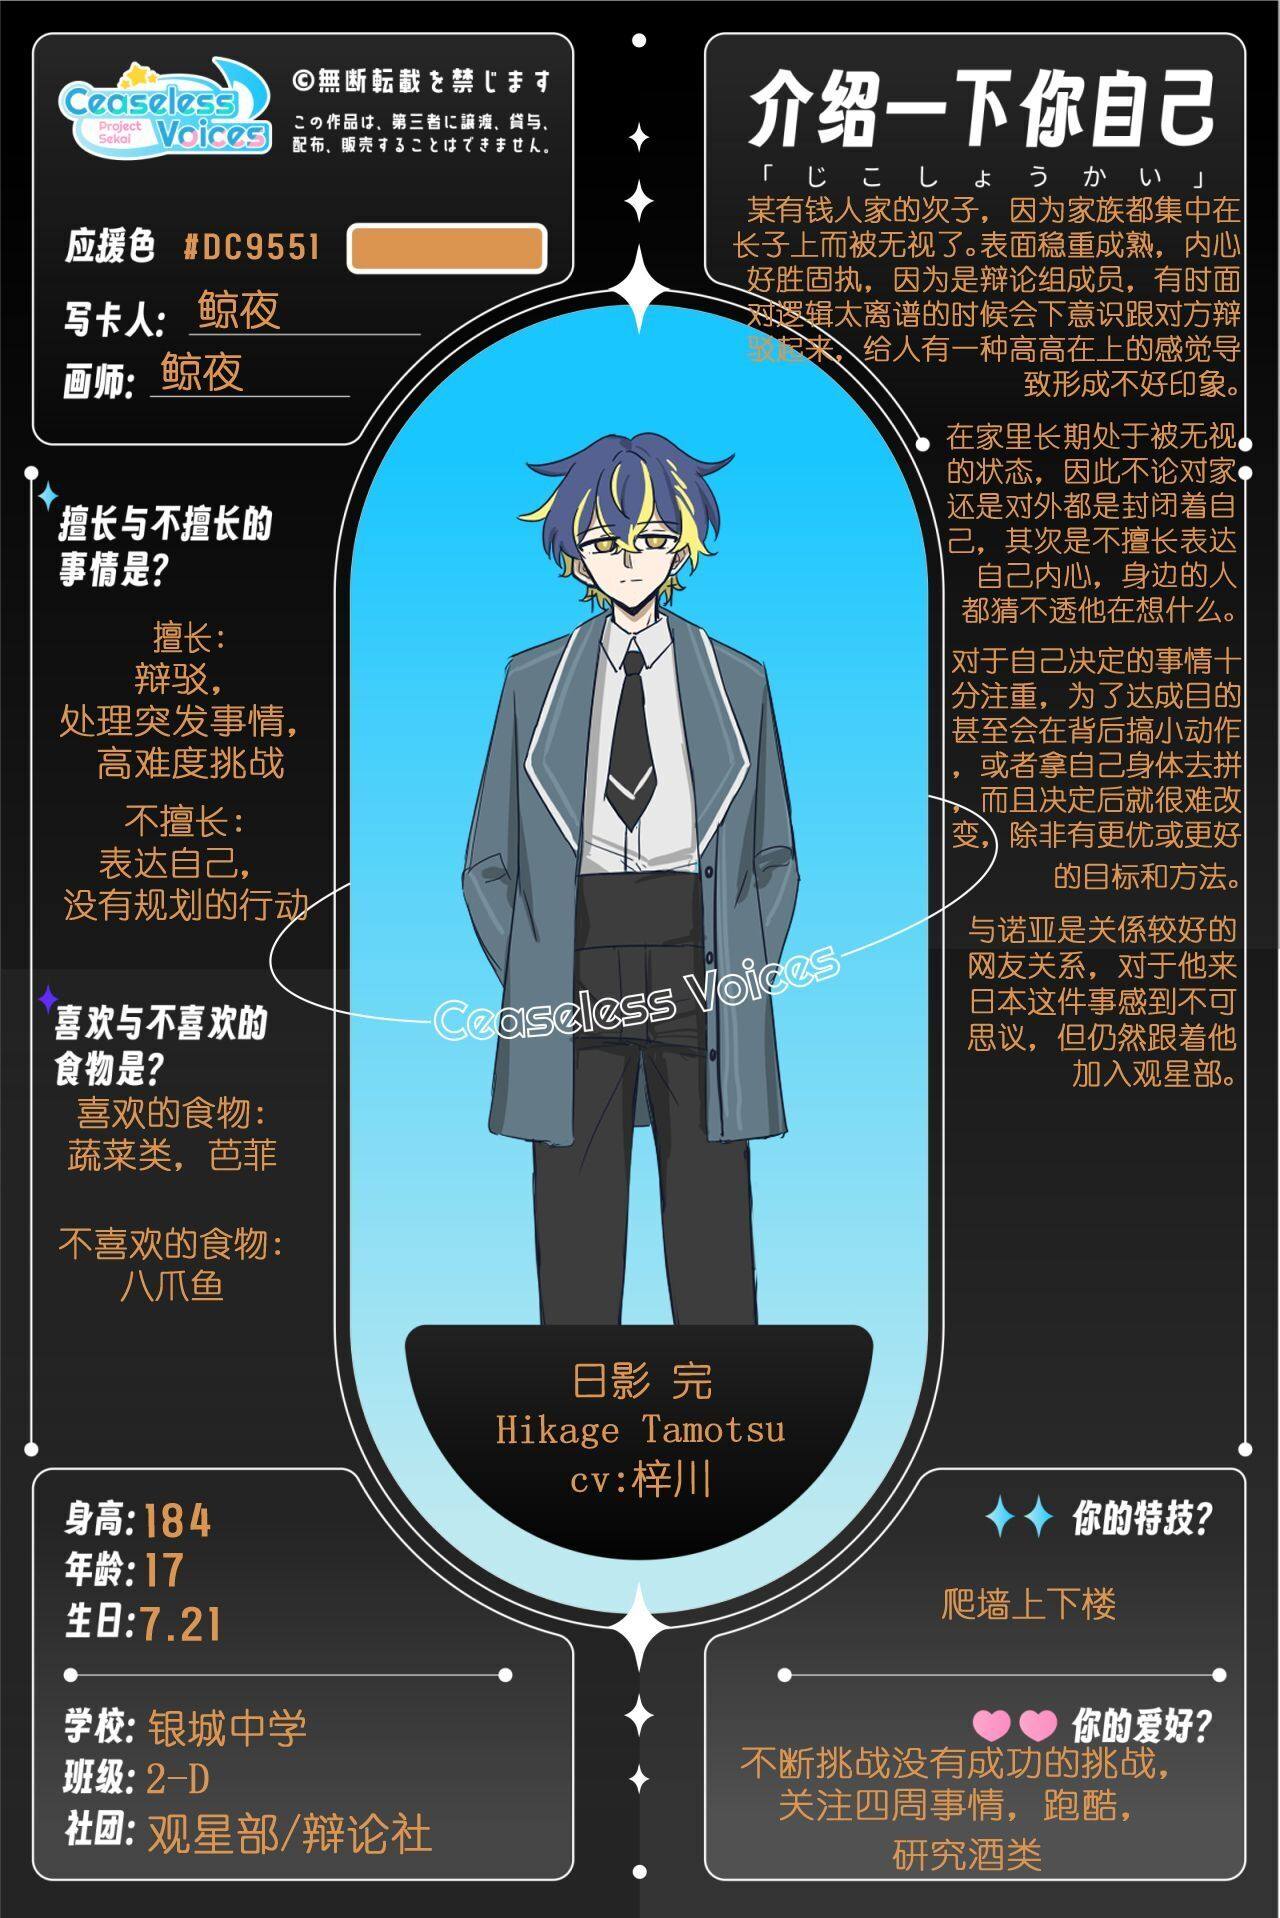 Ceaseless
Voices
Project
Sekai
©無断転載を禁じます
この作品は、第三者に譲渡、貸与、
配布、販売することはできません。
应援色 #DC9551
写卡人: 鲸夜
画师: 鲸夜
介绍一下你自己
「じこしょうかい」
某有钱人家的次子，因为家族都集中在
长子上而被无视了。表面稳重成熟，内心
好胜固执，因为是辩论组成员，有时面
对逻辑太离谱的时候会下意识跟对方辩
驳起来，给人有一种高高在上的感觉导
致形成不好印象。
在家里长期处于被无视
的状态，因此不论对家
还是对外都是封闭着自
己，其次是不擅长表达
自己内心，身边的人
都猜不透他在想什么。
对于自己决定的事情十
分注重，为了达成目的
甚至会在背后搞小动作
，或者拿自己身体去拼
，而且决定后就很难改
变，除非有更优或更好
的目标和方法。
与诺亚是关係较好的
网友关系，对于他来
日本这件事感到不可
思议，但仍然跟着他
加入观星部。
擅长与不擅长的
事情是?
擅长：
辩驳，
处理突发事情，
高难度挑战
不擅长：
表达自己，
没有规划的行动
喜欢与不喜欢的
食物是?
喜欢的食物：
蔬菜类，芭菲
不喜欢的食物：
八爪鱼
Ceaseless Voices
日影 完
Hikage Tamotsu
cv:梓川
身高:184
年龄:17
生日:7.21
学校: 银城中学
班级: 2-D
社团: 观星部/辩论社
你的特技?
爬墙上下楼
你的爱好?
不断挑战没有成功的挑战，
关注四周事情，跑酷，
研究酒类